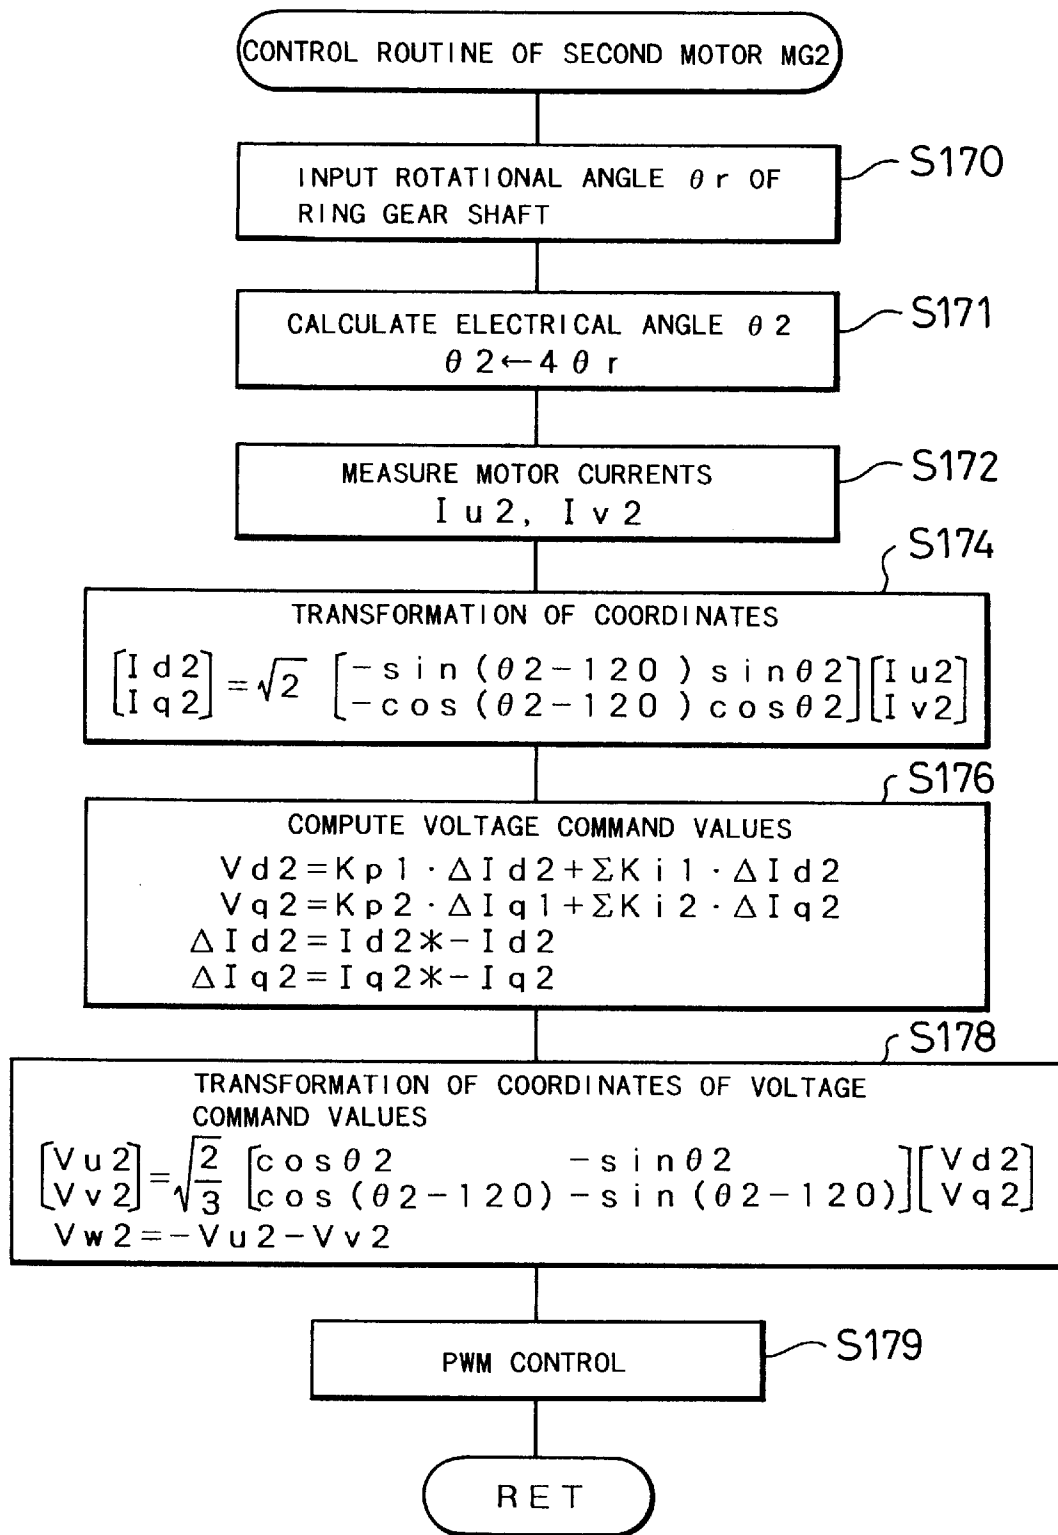 CONTROL ROUTINE OF SECOND MOTOR MG2
S170
INPUT ROTATIONAL ANGLE θr OF
RING GEAR SHAFT
S171
CALCULATE ELECTRICAL ANGLE θ2
θ2←4θr
S172
MEASURE MOTOR CURRENTS
Iu2, Iv2
S174
TRANSFORMATION OF COORDINATES
[Id2] = √2 [-sin(θ2-120) sinθ2] [Iu2]
[Iq2] [-cos(θ2-120) cosθ2] [Iv2]
S176
COMPUTE VOLTAGE COMMAND VALUES
Vd2=Kp1·ΔId2+ΣKi1·ΔId2
Vq2=Kp2·ΔIq1+ΣKi2·ΔIq2
ΔId2=Id2*-Id2
ΔIq2=Iq2*-Iq2
S178
TRANSFORMATION OF COORDINATES OF VOLTAGE
COMMAND VALUES
[Vu2] = √2/3 [cosθ2 -sinθ2] [Vd2]
[Vv2] [cos(θ2-120) -sin(θ2-120)] [Vq2]
Vw2=-Vu2-Vv2
S179
PWM CONTROL
RET